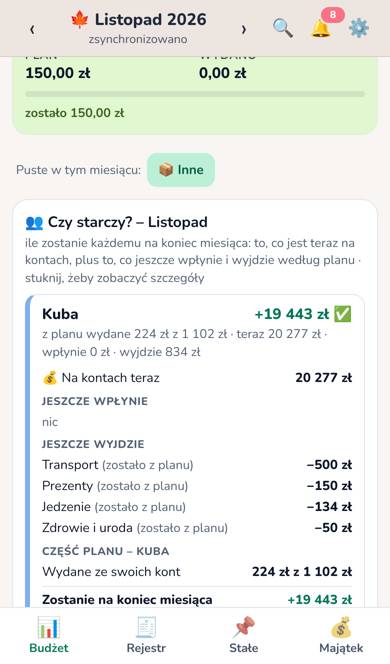 ‹ 🍁 Listopad 2026 › 🔍 🔔 8 ⚙️
zsynchronizowano
PLAN WYDANO
150,00 zł 0,00 zł
zostało 150,00 zł
Puste w tym miesiącu: 📦 Inne
👥 Czy starczy? – Listopad
ile zostanie każdemu na koniec miesiąca: to, co jest teraz na
kontach, plus to, co jeszcze wpłynie i wyjdzie według planu ·
stuknij, żeby zobaczyć szczegóły
Kuba +19 443 zł ✅
z planu wydane 224 zł z 1 102 zł · teraz 20 277 zł ·
wpłynie 0 zł · wyjdzie 834 zł
💰 Na kontach teraz 20 277 zł
JESZCZE WPŁYNIE
nic
JESZCZE WYJDZIE
Transport (zostało z planu) −500 zł
Prezenty (zostało z planu) −150 zł
Jedzenie (zostało z planu) −134 zł
Zdrowie i uroda (zostało z planu) −50 zł
CZĘŚĆ PLANU – KUBA
Wydane ze swoich kont 224 zł z 1 102 zł
Zostanie na koniec miesiąca +19 443 zł
Budżet Rejestr Stałe Majątek